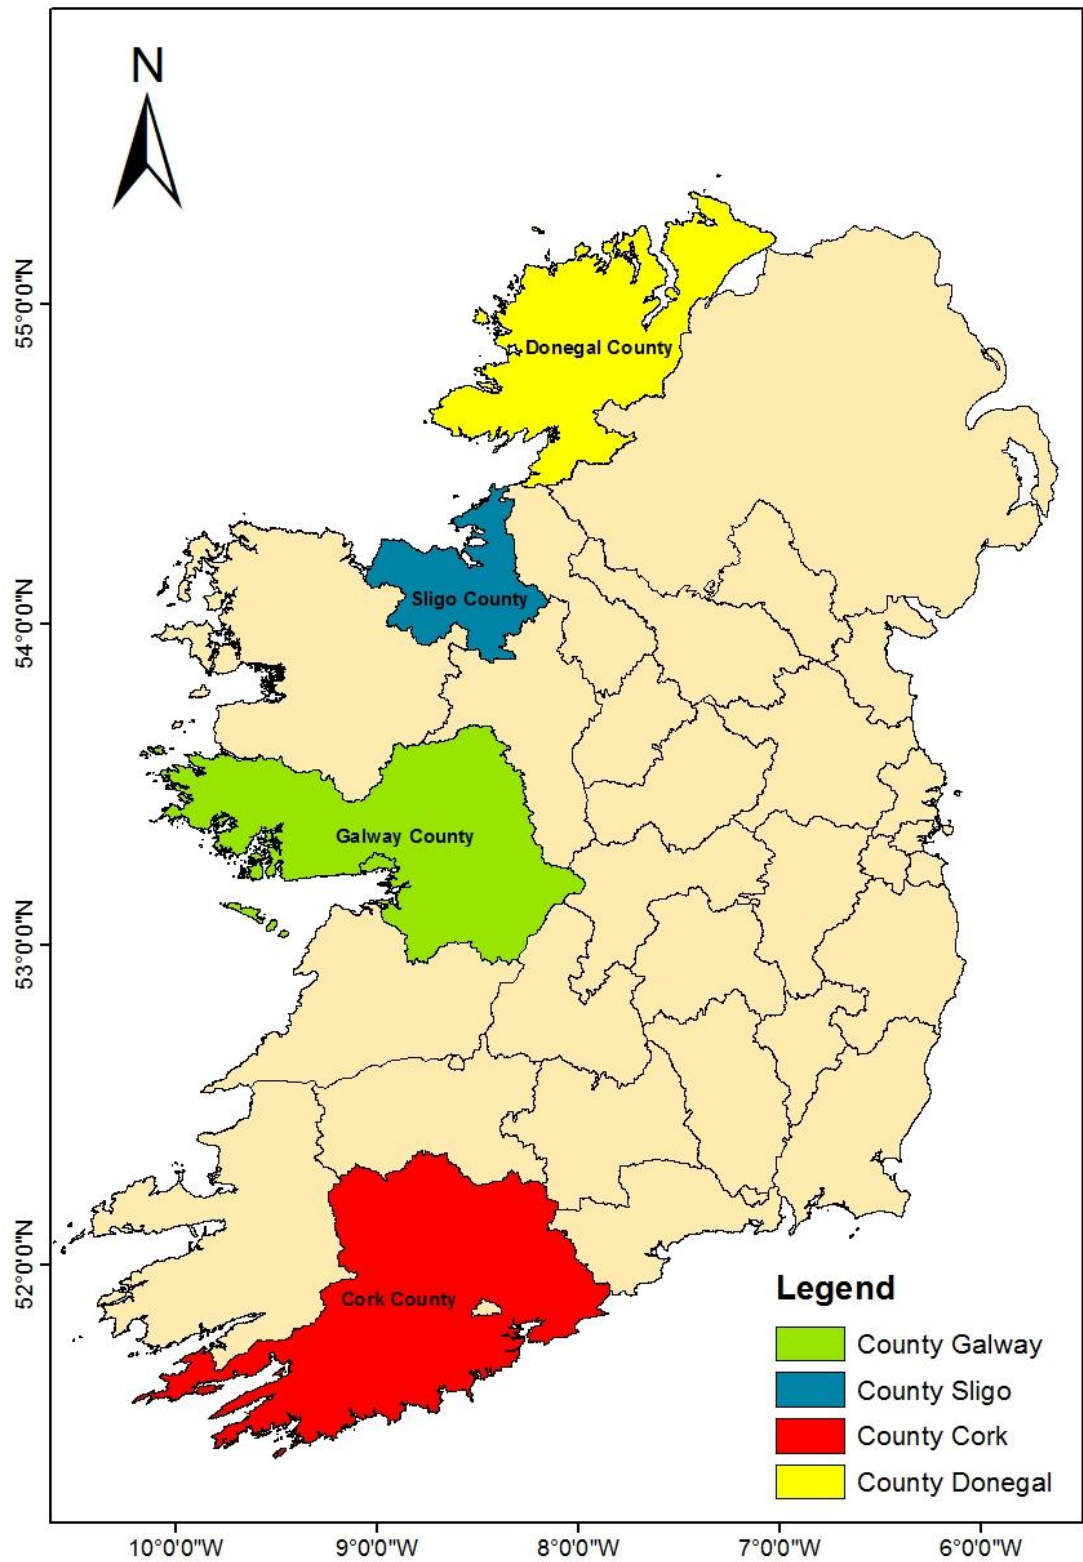 N
55°0'0"N
54°0'0"N
53°0'0"N
52°0'0"N
Donegal County
Sligo County
Galway County
Cork County
Legend
County Galway
County Sligo
County Cork
County Donegal
10°0'0"W
9°0'0"W
8°0'0"W
7°0'0"W
6°0'0"W